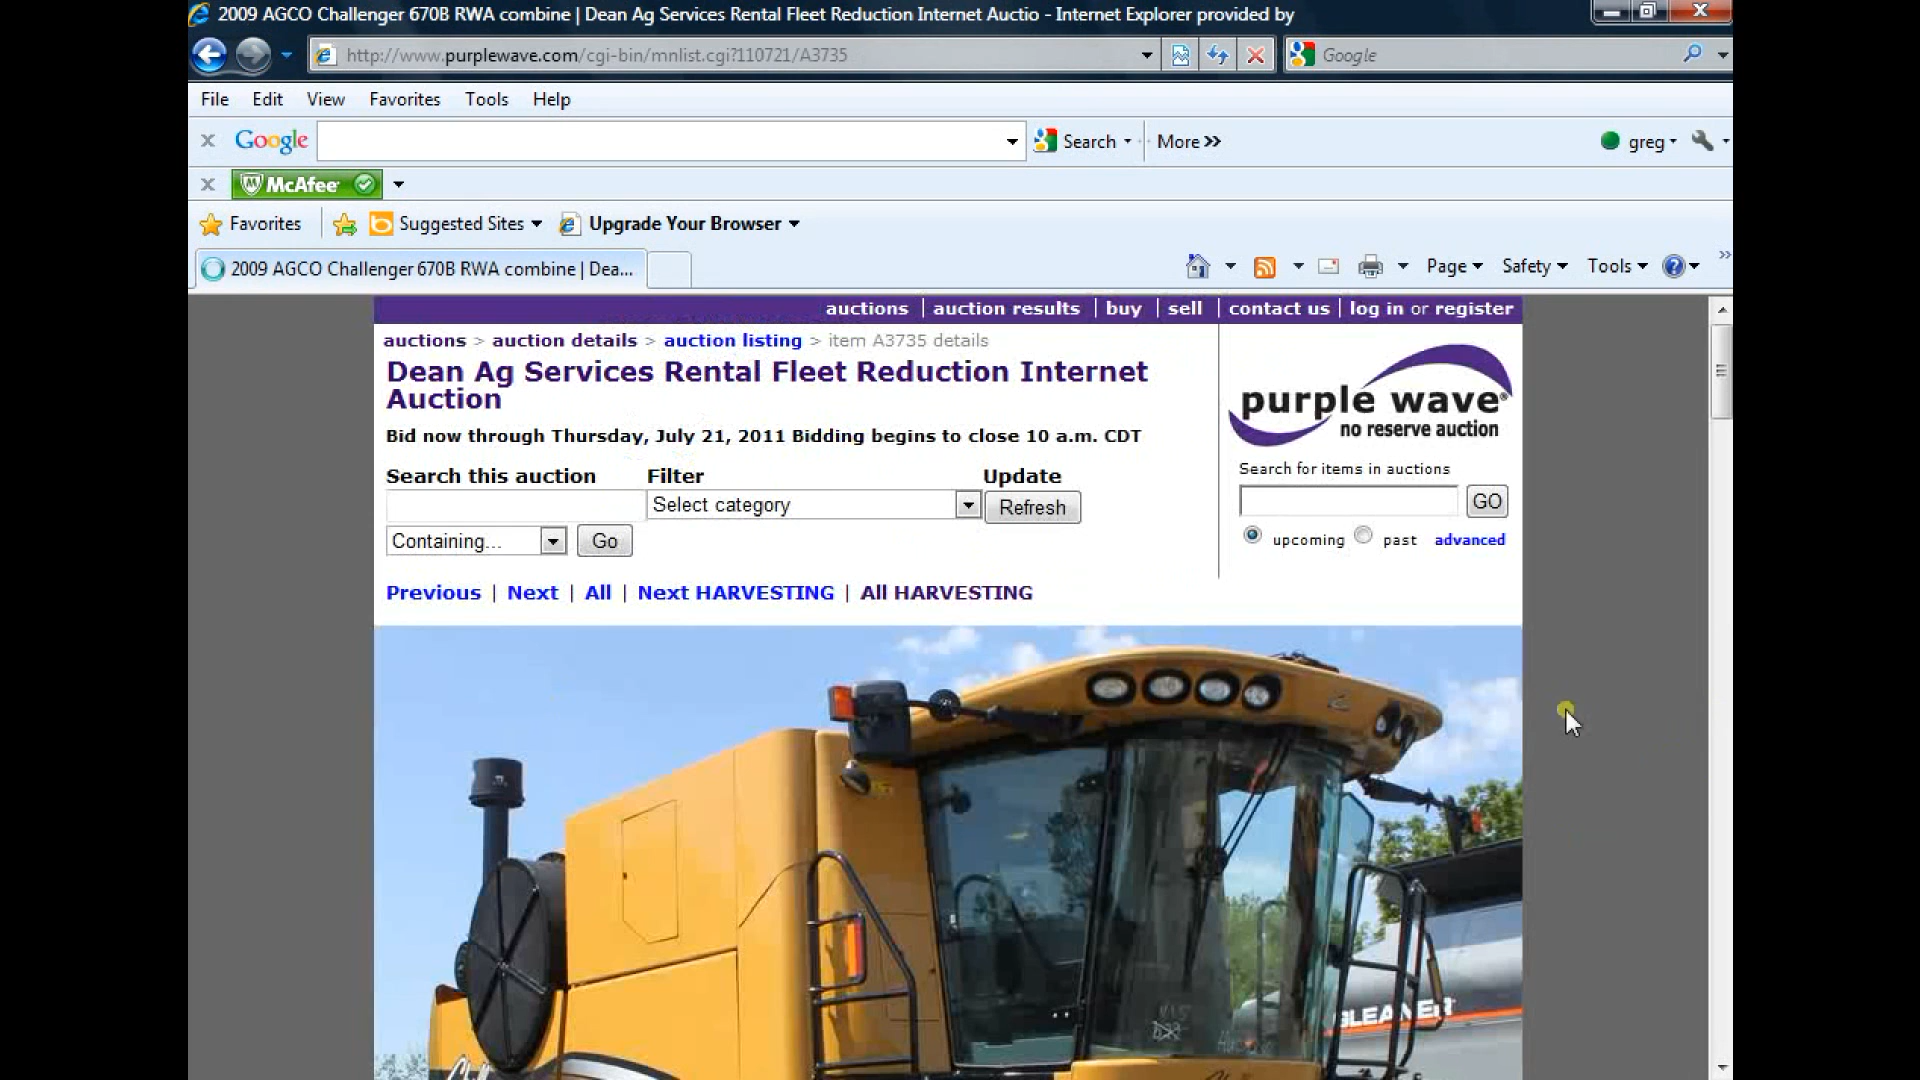 2009 AGCO Challenger 670B RWA combine | Dean Ag Services Rental Fleet Reduction Internet Auctio - Internet Explorer provided by
http://www.purplewave.com/cgi-bin/mnlist.cgi?110721/A3735
Google
File Edit View Favorites Tools Help
Google Search More greg
McAfee
Favorites Suggested Sites Upgrade Your Browser
2009 AGCO Challenger 670B RWA combine | Dea...
Page Safety Tools
auctions | auction results | buy | sell | contact us | log in or register
auctions > auction details > auction listing > item A3735 details
Dean Ag Services Rental Fleet Reduction Internet
Auction
Bid now through Thursday, July 21, 2011 Bidding begins to close 10 a.m. CDT
Search this auction Filter Update
Select category Refresh
Containing... Go
Previous | Next | All | Next HARVESTING | All HARVESTING
purple wave®
no reserve auction
Search for items in auctions
GO
upcoming past advanced
GLEANER